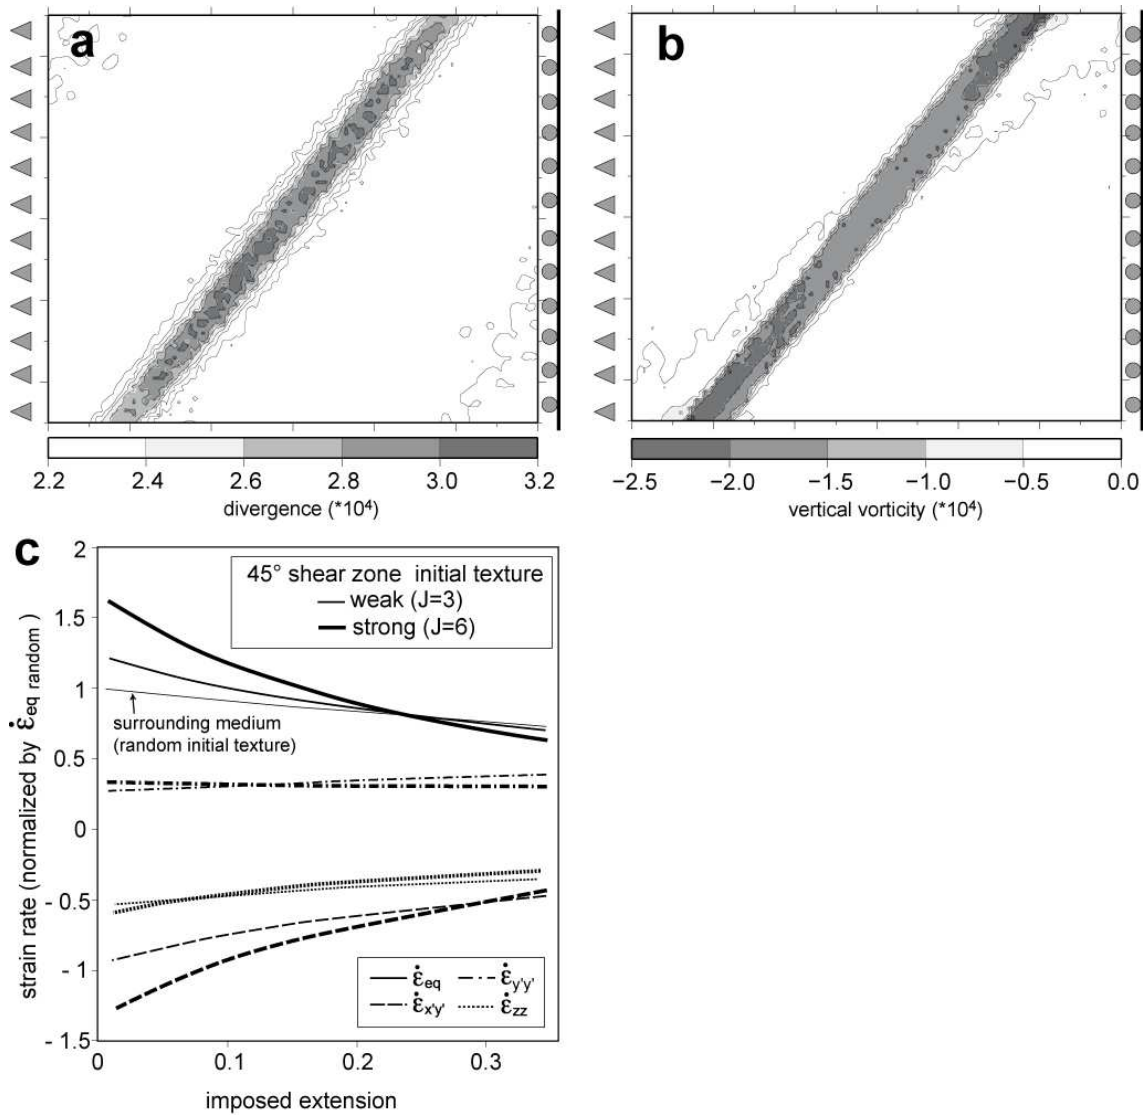 a
b
2.2 2.4 2.6 2.8 3.0 3.2
divergence (*10⁴)
−2.5 −2.0 −1.5 −1.0 −0.5 0.0
vertical vorticity (*10⁴)
c
45° shear zone initial texture
weak (J=3)
strong (J=6)
2
1.5
1
0.5
0
- 0.5
- 1
- 1.5
strain rate (normalized by ε̇eq random )
surrounding medium
(random initial texture)
ε̇eq ε̇y'y'
ε̇x'y' ε̇zz
0 0.1 0.2 0.3
imposed extension